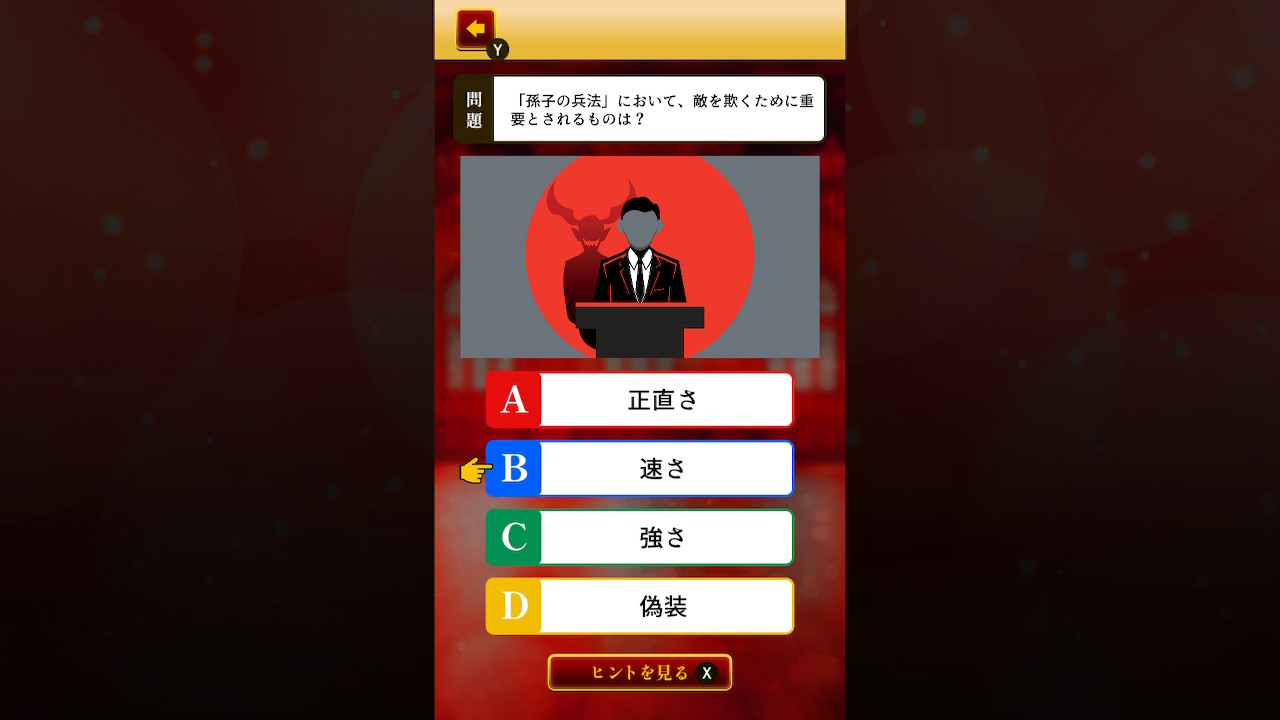 Y
問題
「孫子の兵法」において、敵を欺くために重
要とされるものは？
A 正直さ
B 速さ
C 強さ
D 偽装
ヒントを見る X